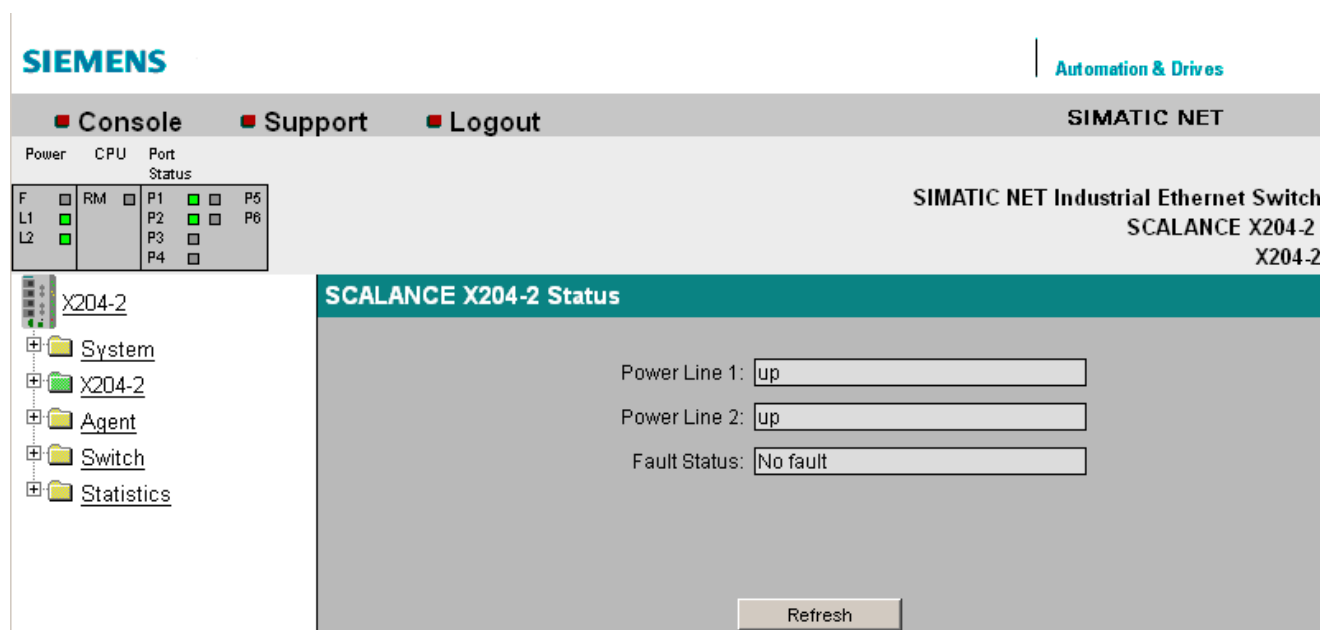 SIEMENS
Automation & Drives
Console Support Logout SIMATIC NET
Power CPU Port
Status
F RM P1 P5
L1 P2 P6
L2 P3
P4
SIMATIC NET Industrial Ethernet Switch
SCALANCE X204-2
X204-2
X204-2
SCALANCE X204-2 Status
System
X204-2
Agent
Switch
Statistics
Power Line 1: up
Power Line 2: up
Fault Status: No fault
Refresh